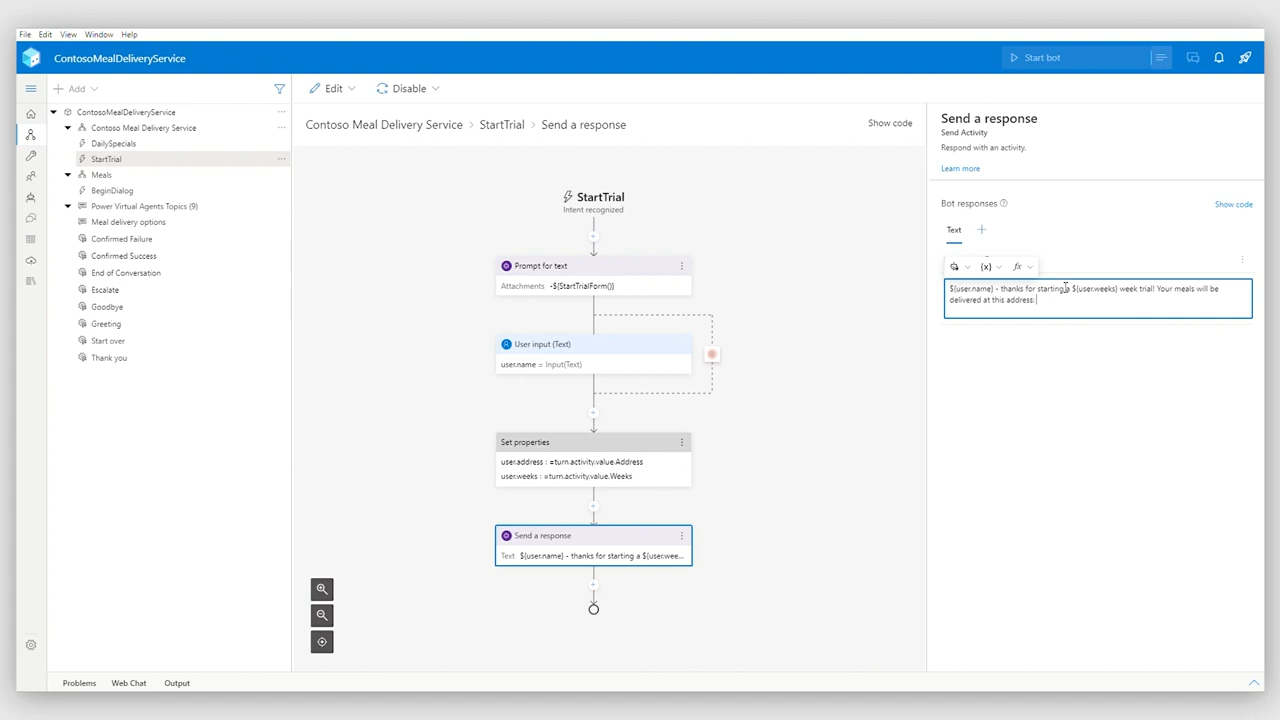 File Edit View Window Help
ContosoMealDeliveryService
Start bot
Add
Edit
Disable
ContosoMealDeliveryService
Contoso Meal Delivery Service
DailySpecials
StartTrial
Meals
BeginDialog
Power Virtual Agents Topics (9)
Meal delivery options
Confirmed Failure
Confirmed Success
End of Conversation
Escalate
Goodbye
Greeting
Start over
Thank you
Contoso Meal Delivery Service > StartTrial > Send a response
Show code
StartTrial
Intent recognized
Prompt for text
Attachments -${StartTrialForm()}
User input (Text)
user.name = Input(Text)
Set properties
user.address : =turn.activity.value.Address
user.weeks : =turn.activity.value.Weeks
Send a response
Text ${user.name} - thanks for starting a ${user.wee...
Send a response
Send Activity
Respond with an activity.
Learn more
Bot responses
Show code
Text
{x}
fx
${user.name} - thanks for starting a ${user.weeks} week trial! Your meals will be
delivered at this address:
Problems Web Chat Output